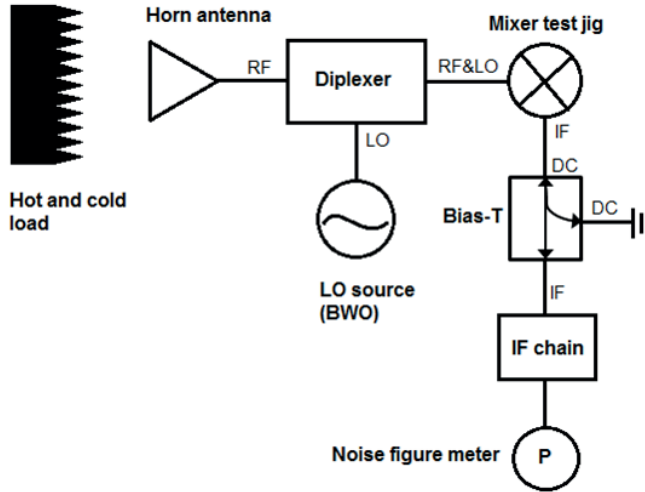 Horn antenna
Mixer test jig
RF
Diplexer
RF&LO
LO
IF
DC
Hot and cold
load
Bias-T
DC
LO source
(BWO)
IF
IF chain
Noise figure meter
P